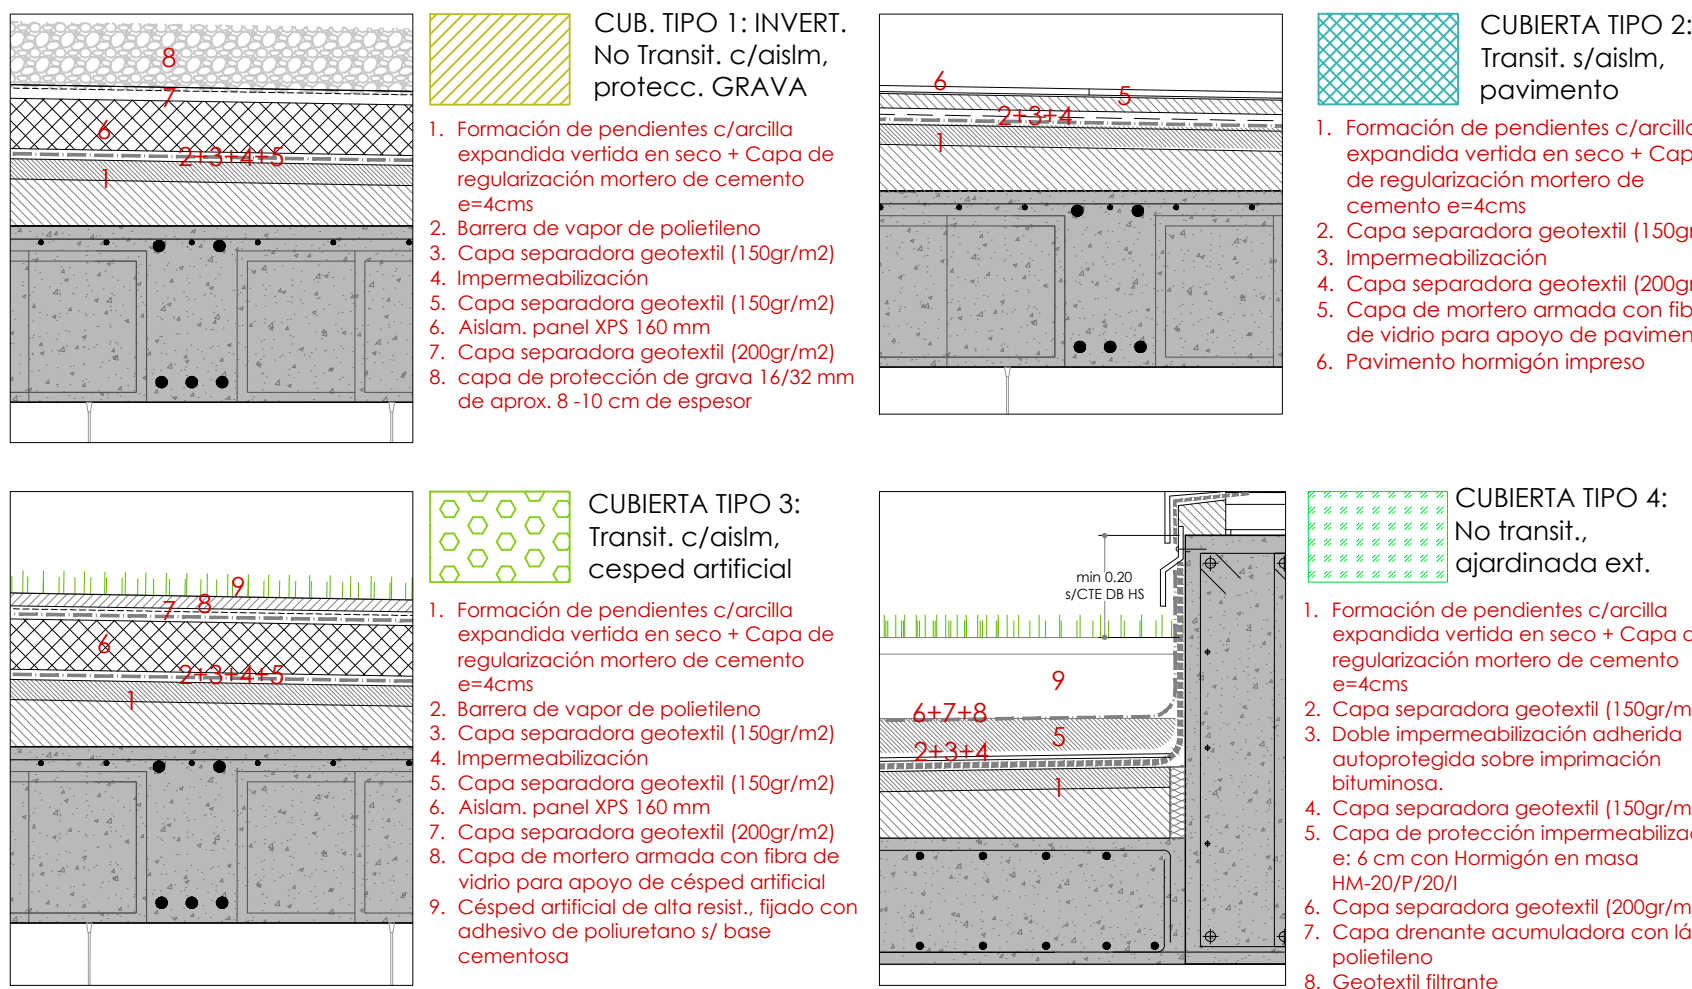 CUB. TIPO 1: INVERT.
No Transit. c/aislm,
protecc. GRAVA
8
7
6
2+3+4+5
1
1. Formación de pendientes c/arcilla
expandida vertida en seco + Capa de
regularización mortero de cemento
e=4cms
2. Barrera de vapor de polietileno
3. Capa separadora geotextil (150gr/m2)
4. Impermeabilización
5. Capa separadora geotextil (150gr/m2)
6. Aislam. panel XPS 160 mm
7. Capa separadora geotextil (200gr/m2)
8. capa de protección de grava 16/32 mm
de aprox. 8 -10 cm de espesor
CUBIERTA TIPO 2:
Transit. s/aislm,
pavimento
6
5
2+3+4
1
1. Formación de pendientes c/arcilla
expandida vertida en seco + Cap
de regularización mortero de
cemento e=4cms
2. Capa separadora geotextil (150gr
3. Impermeabilización
4. Capa separadora geotextil (200gr
5. Capa de mortero armada con fib
de vidrio para apoyo de pavimen
6. Pavimento hormigón impreso
CUBIERTA TIPO 3:
Transit. c/aislm,
cesped artificial
9
8
7
6
2+3+4+5
1
1. Formación de pendientes c/arcilla
expandida vertida en seco + Capa de
regularización mortero de cemento
e=4cms
2. Barrera de vapor de polietileno
3. Capa separadora geotextil (150gr/m2)
4. Impermeabilización
5. Capa separadora geotextil (150gr/m2)
6. Aislam. panel XPS 160 mm
7. Capa separadora geotextil (200gr/m2)
8. Capa de mortero armada con fibra de
vidrio para apoyo de césped artificial
9. Césped artificial de alta resist., fijado con
adhesivo de poliuretano s/ base
cementosa
CUBIERTA TIPO 4:
No transit.,
ajardinada ext.
min 0.20
s/CTE DB HS
9
6+7+8
5
2+3+4
1
1. Formación de pendientes c/arcilla
expandida vertida en seco + Capa d
regularización mortero de cemento
e=4cms
2. Capa separadora geotextil (150gr/m
3. Doble impermeabilización adherida
autoprotegida sobre imprimación
bituminosa.
4. Capa separadora geotextil (150gr/m
5. Capa de protección impermeabiliza
e: 6 cm con Hormigón en masa
HM-20/P/20/I
6. Capa separadora geotextil (200gr/m
7. Capa drenante acumuladora con lá
polietileno
8. Geotextil filtrante